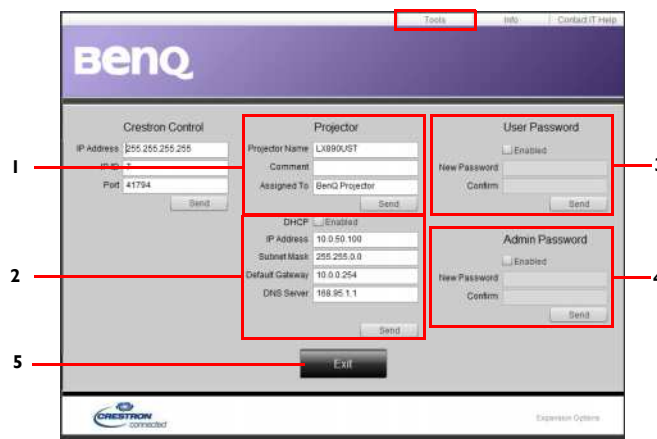 Tools Info Contact IT Help
BenQ
Crestron Control
IP Address 255.255.255.255
7
Port 41794
Send
Projector
Projector Name LX890UST
Comment
Assigned To BenQ Projector
Send
DHCP Enabled
IP Address 10.0.50.100
Subnet Mask 255.255.0.0
Default Gateway 10.0.0.254
DNS Server 168.95.1.1
Send
User Password
Enabled
New Password
Confirm
Send
Admin Password
Enabled
New Password
Confirm
Send
Exit
CRESTRON
connected
Expansion Options
1
2
3
4
5